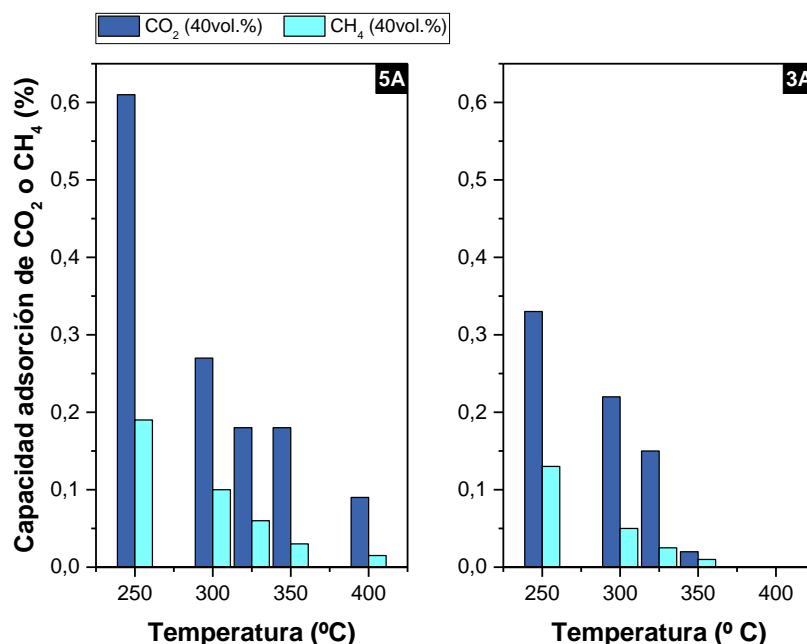 CO2 (40vol.%) CH4 (40vol.%)
Capacidad adsorción de CO2 o CH4 (%)
5A
0,6
0,5
0,4
0,3
0,2
0,1
0,0
250 300 350 400
Temperatura (ºC)
3A
0,6
0,5
0,4
0,3
0,2
0,1
0,0
250 300 350 400
Temperatura (º C)